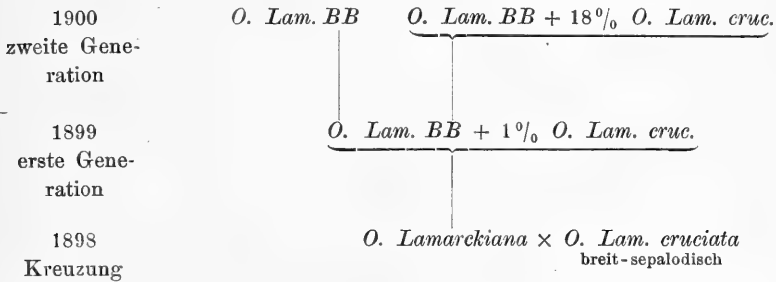 1900 O. Lam. BB O. Lam. BB + 18 % O. Lam. cruc.
zweite Gene-
ration
1899 O. Lam. BB + 1 % O. Lam. cruc.
erste Gene-
ration
1898 O. Lamarckiana × O. Lam. cruciata
Kreuzung breit-sepalodisch